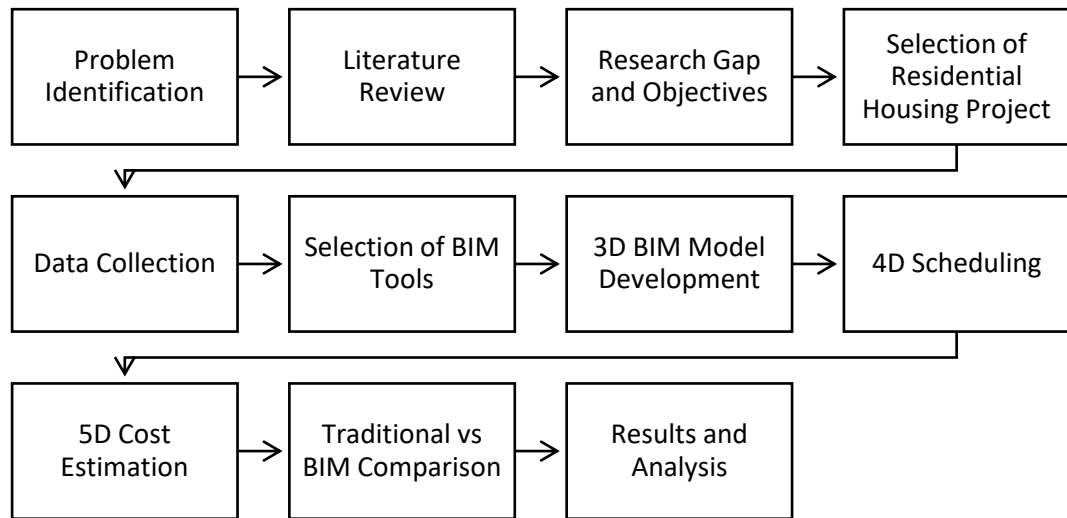 Problem
Identification
Literature
Review
Research Gap
and Objectives
Selection of
Residential
Housing Project
Data Collection
Selection of BIM
Tools
3D BIM Model
Development
4D Scheduling
5D Cost
Estimation
Traditional vs
BIM Comparison
Results and
Analysis